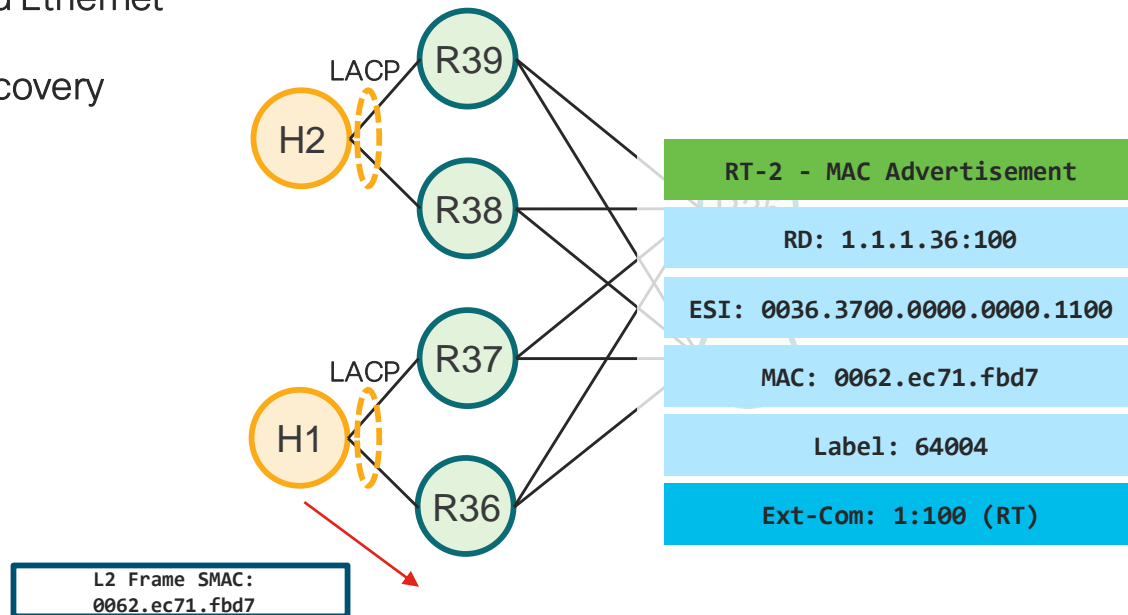 d Ethernet
covery
R39
LACP
H2
R38
RT-2 - MAC Advertisement
RD: 1.1.1.36:100
ESI: 0036.3700.0000.0000.1100
MAC: 0062.ec71.fbd7
Label: 64004
Ext-Com: 1:100 (RT)
R37
LACP
H1
R36
L2 Frame SMAC:
0062.ec71.fbd7